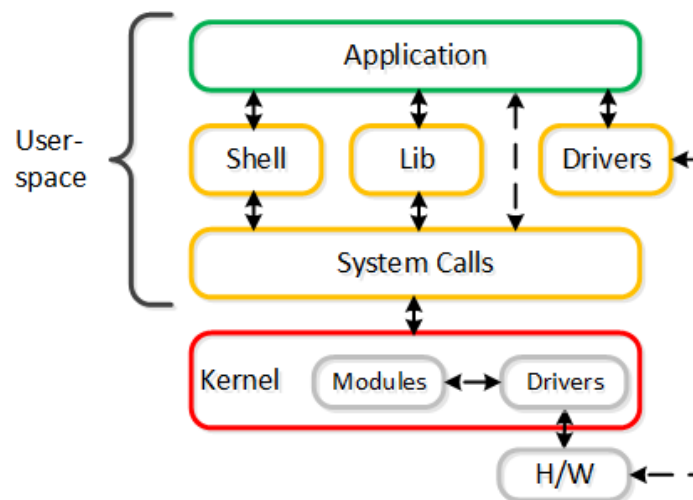 Application
User-
space
Shell
Lib
Drivers
System Calls
Kernel
Modules
Drivers
H/W